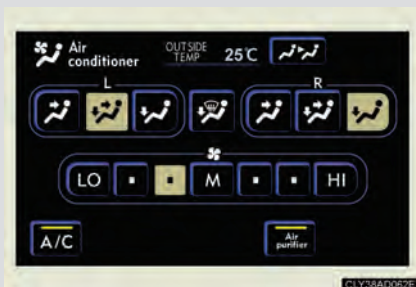 Air
conditioner
OUTSIDE
TEMP
25℃
L
R
LO
M
HI
A/C
Air
purifier
CLY38AD062E